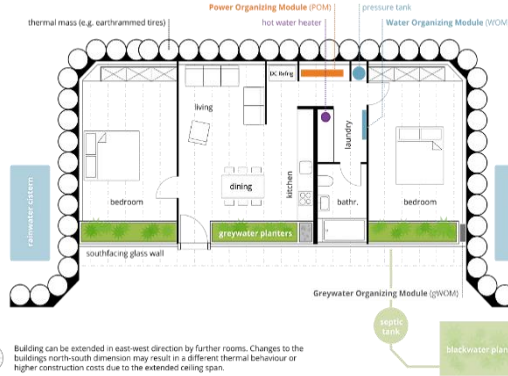 Power Organizing Module (POM)
pressure tank
thermal mass (e.g. earthrammed tires)
hot water heater
Water Organizing Module (WOM
DC Refrig
living
laundry
rainwater cistern
kitchen
dining
bedroom
bathr.
bedroom
greywater planters
southfacing glass wall
Greywater Organizing Module (gWOM)
septic
tank
blackwater plan
Building can be extended in east-west direction by further rooms. Changes to the
buildings north-south dimension may result in a different thermal behaviour or
higher construction costs due to the extended ceiling span.